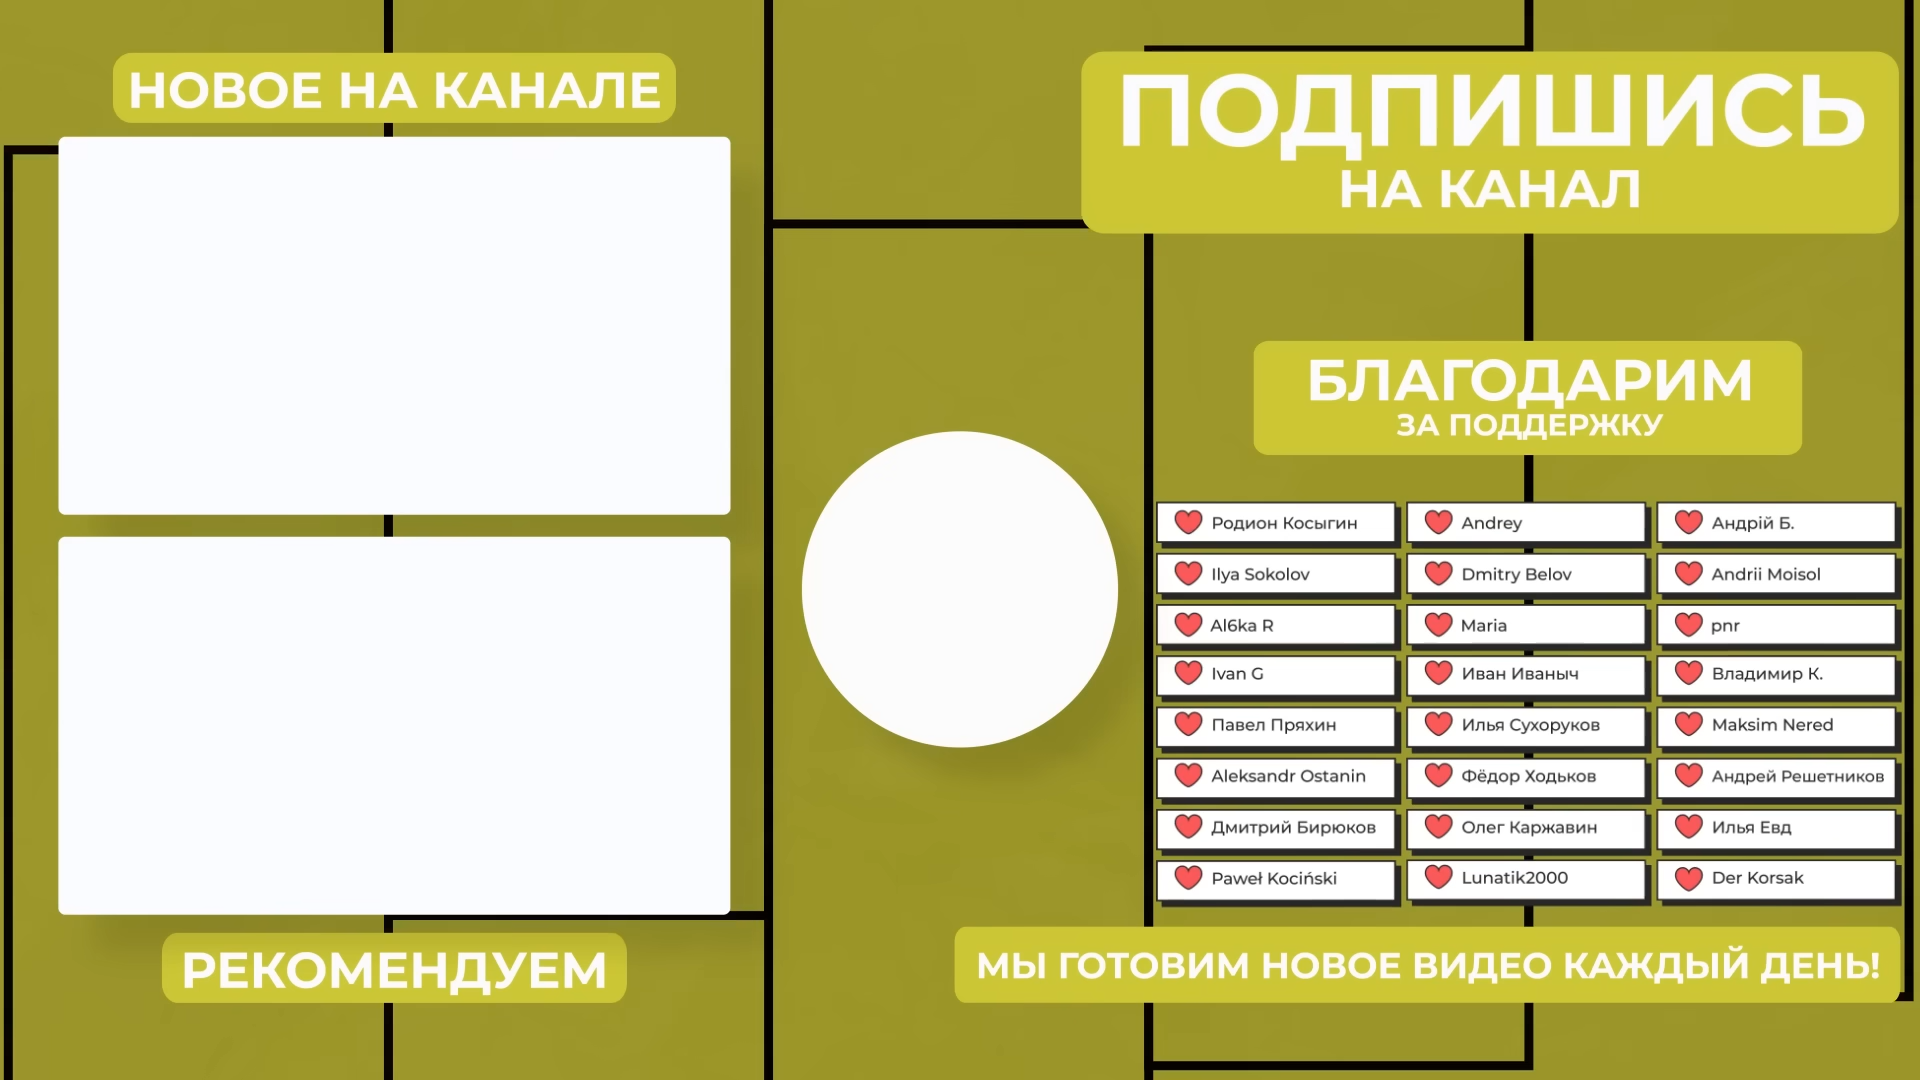 НОВОЕ НА КАНАЛЕ
РЕКОМЕНДУЕМ
ПОДПИШИСЬ
НА КАНАЛ
БЛАГОДАРИМ
ЗА ПОДДЕРЖКУ
Родион Косыгин
Andrey
Андрій Б.
Ilya Sokolov
Dmitry Belov
Andrii Moisol
Al6ka R
Maria
pnr
Ivan G
Иван Иваныч
Владимир К.
Павел Пряхин
Илья Сухоруков
Maksim Nered
Aleksandr Ostanin
Фёдор Ходьков
Андрей Решетников
Дмитрий Бирюков
Олег Каржавин
Илья Евд
Paweł Kociński
Lunatik2000
Der Korsak
МЫ ГОТОВИМ НОВОЕ ВИДЕО КАЖДЫЙ ДЕНЬ!